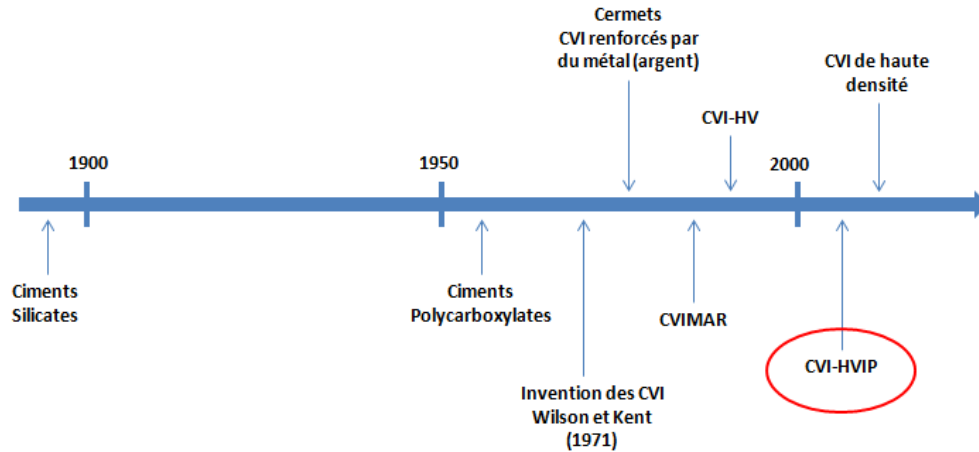 Cermets
CVI renforcés par
du métal (argent)
CVI de haute
densité
CVI-HV
1900
1950
2000
Ciments
Silicates
Ciments
Polycarboxylates
CVIMAR
CVI-HVIP
Invention des CVI
Wilson et Kent
(1971)